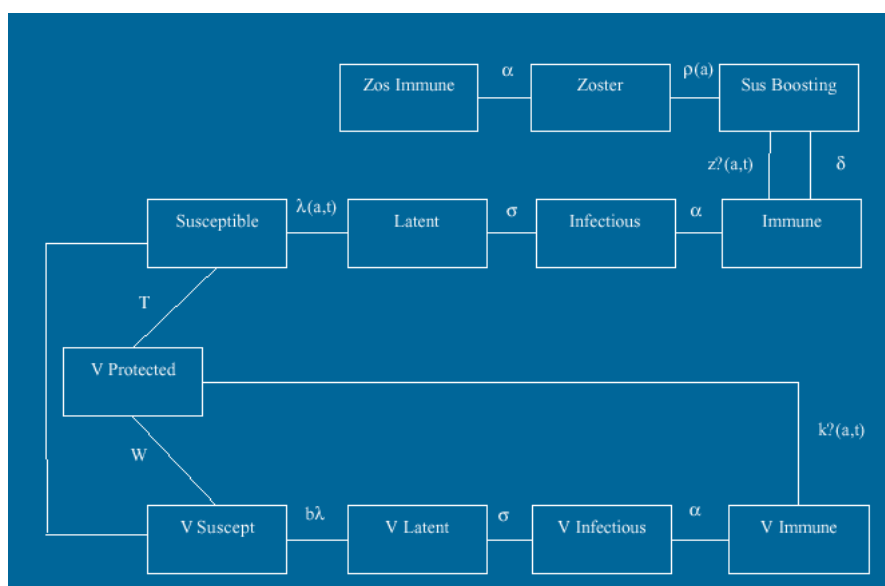 α
ρ(a)
Zos Immune
Zoster
Sus Boosting
z?(a,t)
δ
λ(a,t)
σ
α
Susceptible
Latent
Infectious
Immune
T
V Protected
k?(a,t)
W
bλ
σ
α
V Suscept
V Latent
V Infectious
V Immune